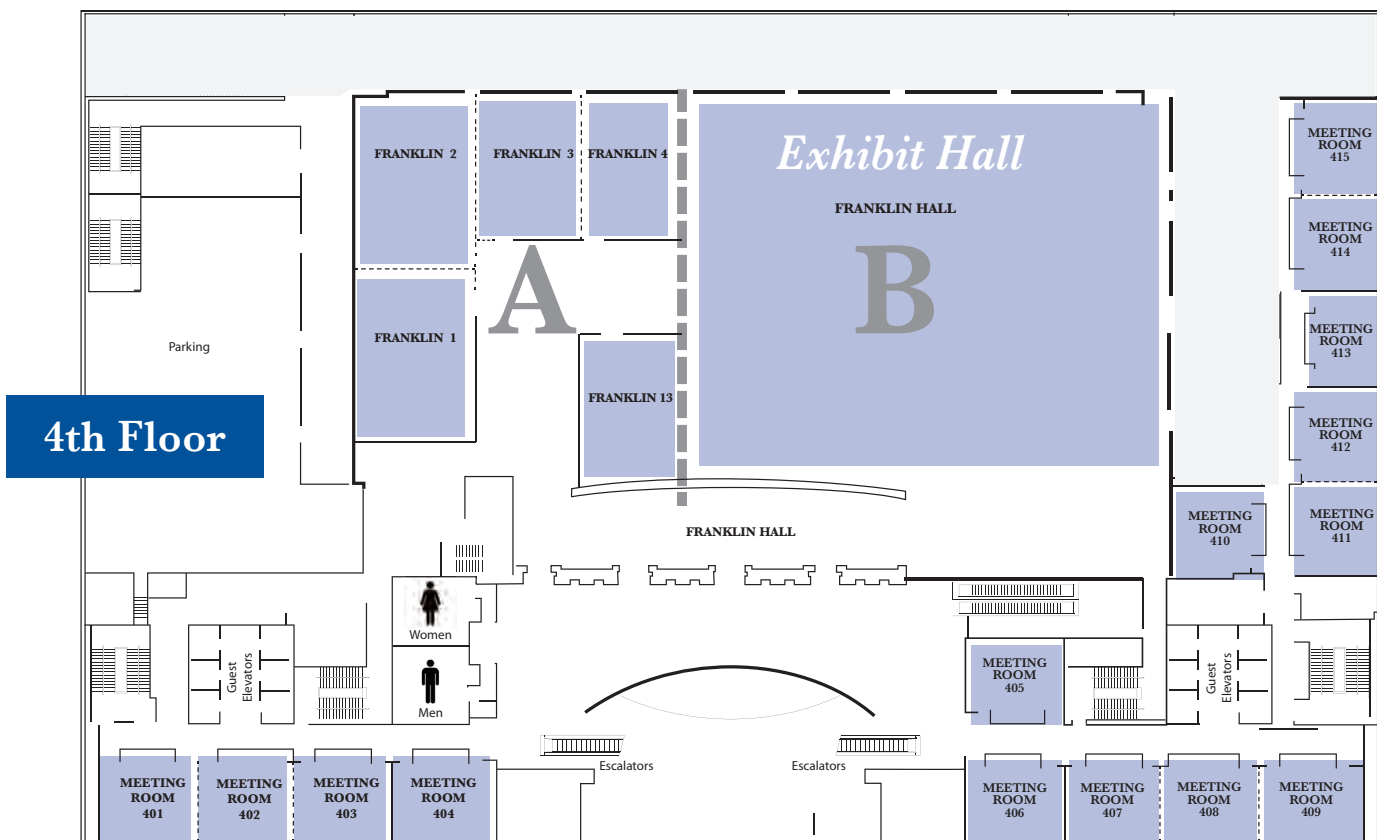 Exhibit Hall
FRANKLIN HALL
A
B
FRANKLIN 2
FRANKLIN 3
FRANKLIN 4
FRANKLIN 1
FRANKLIN 13
FRANKLIN HALL
Parking
4th Floor
MEETING
ROOM
415
MEETING
ROOM
414
MEETING
ROOM
413
MEETING
ROOM
412
MEETING
ROOM
411
MEETING
ROOM
410
Women
Men
Guest
Elevators
MEETING
ROOM
405
Guest
Elevators
Escalators
Escalators
MEETING
ROOM
401
MEETING
ROOM
402
MEETING
ROOM
403
MEETING
ROOM
404
MEETING
ROOM
406
MEETING
ROOM
407
MEETING
ROOM
408
MEETING
ROOM
409